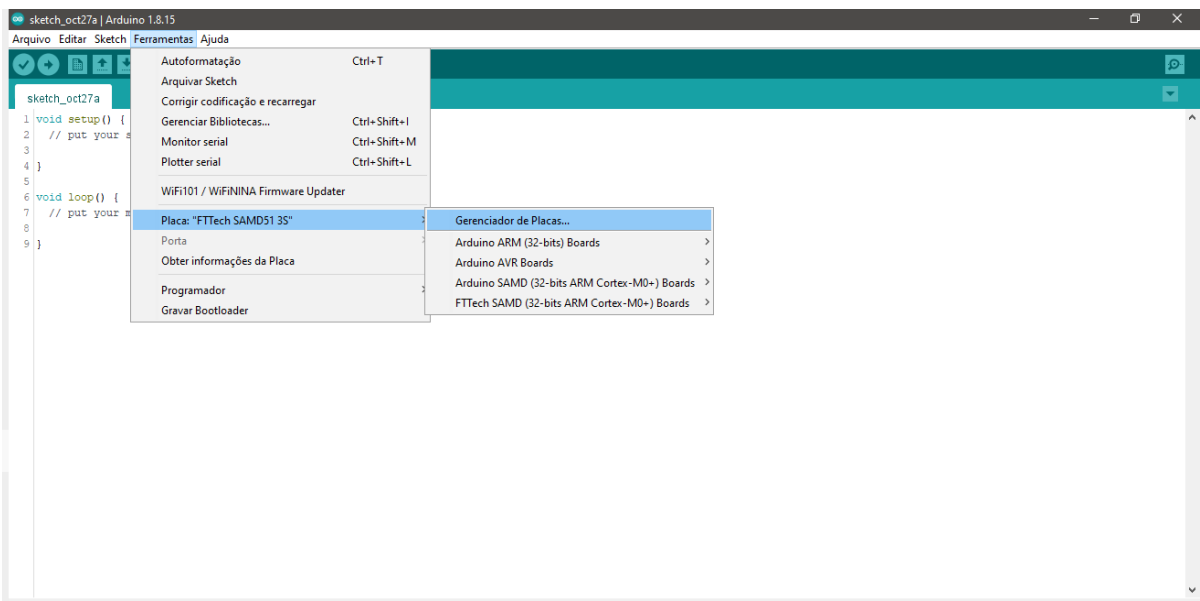 sketch_oct27a | Arduino 1.8.15
Arquivo Editar Sketch Ferramentas Ajuda
sketch_oct27a
1 void setup() {
2 // put your
3
4 }
5
6 void loop() {
7 // put your
8
9 }
Autoformatação Ctrl+T
Arquivar Sketch
Corrigir codificação e recarregar
Gerenciar Bibliotecas... Ctrl+Shift+I
Monitor serial Ctrl+Shift+M
Plotter serial Ctrl+Shift+L
WiFi101 / WiFiNINA Firmware Updater
Placa: "FTTech SAMD51 3S"
Porta
Obter informações da Placa
Programador
Gravar Bootloader
Gerenciador de Placas...
Arduino ARM (32-bits) Boards
Arduino AVR Boards
Arduino SAMD (32-bits ARM Cortex-M0+) Boards
FTTech SAMD (32-bits ARM Cortex-M0+) Boards